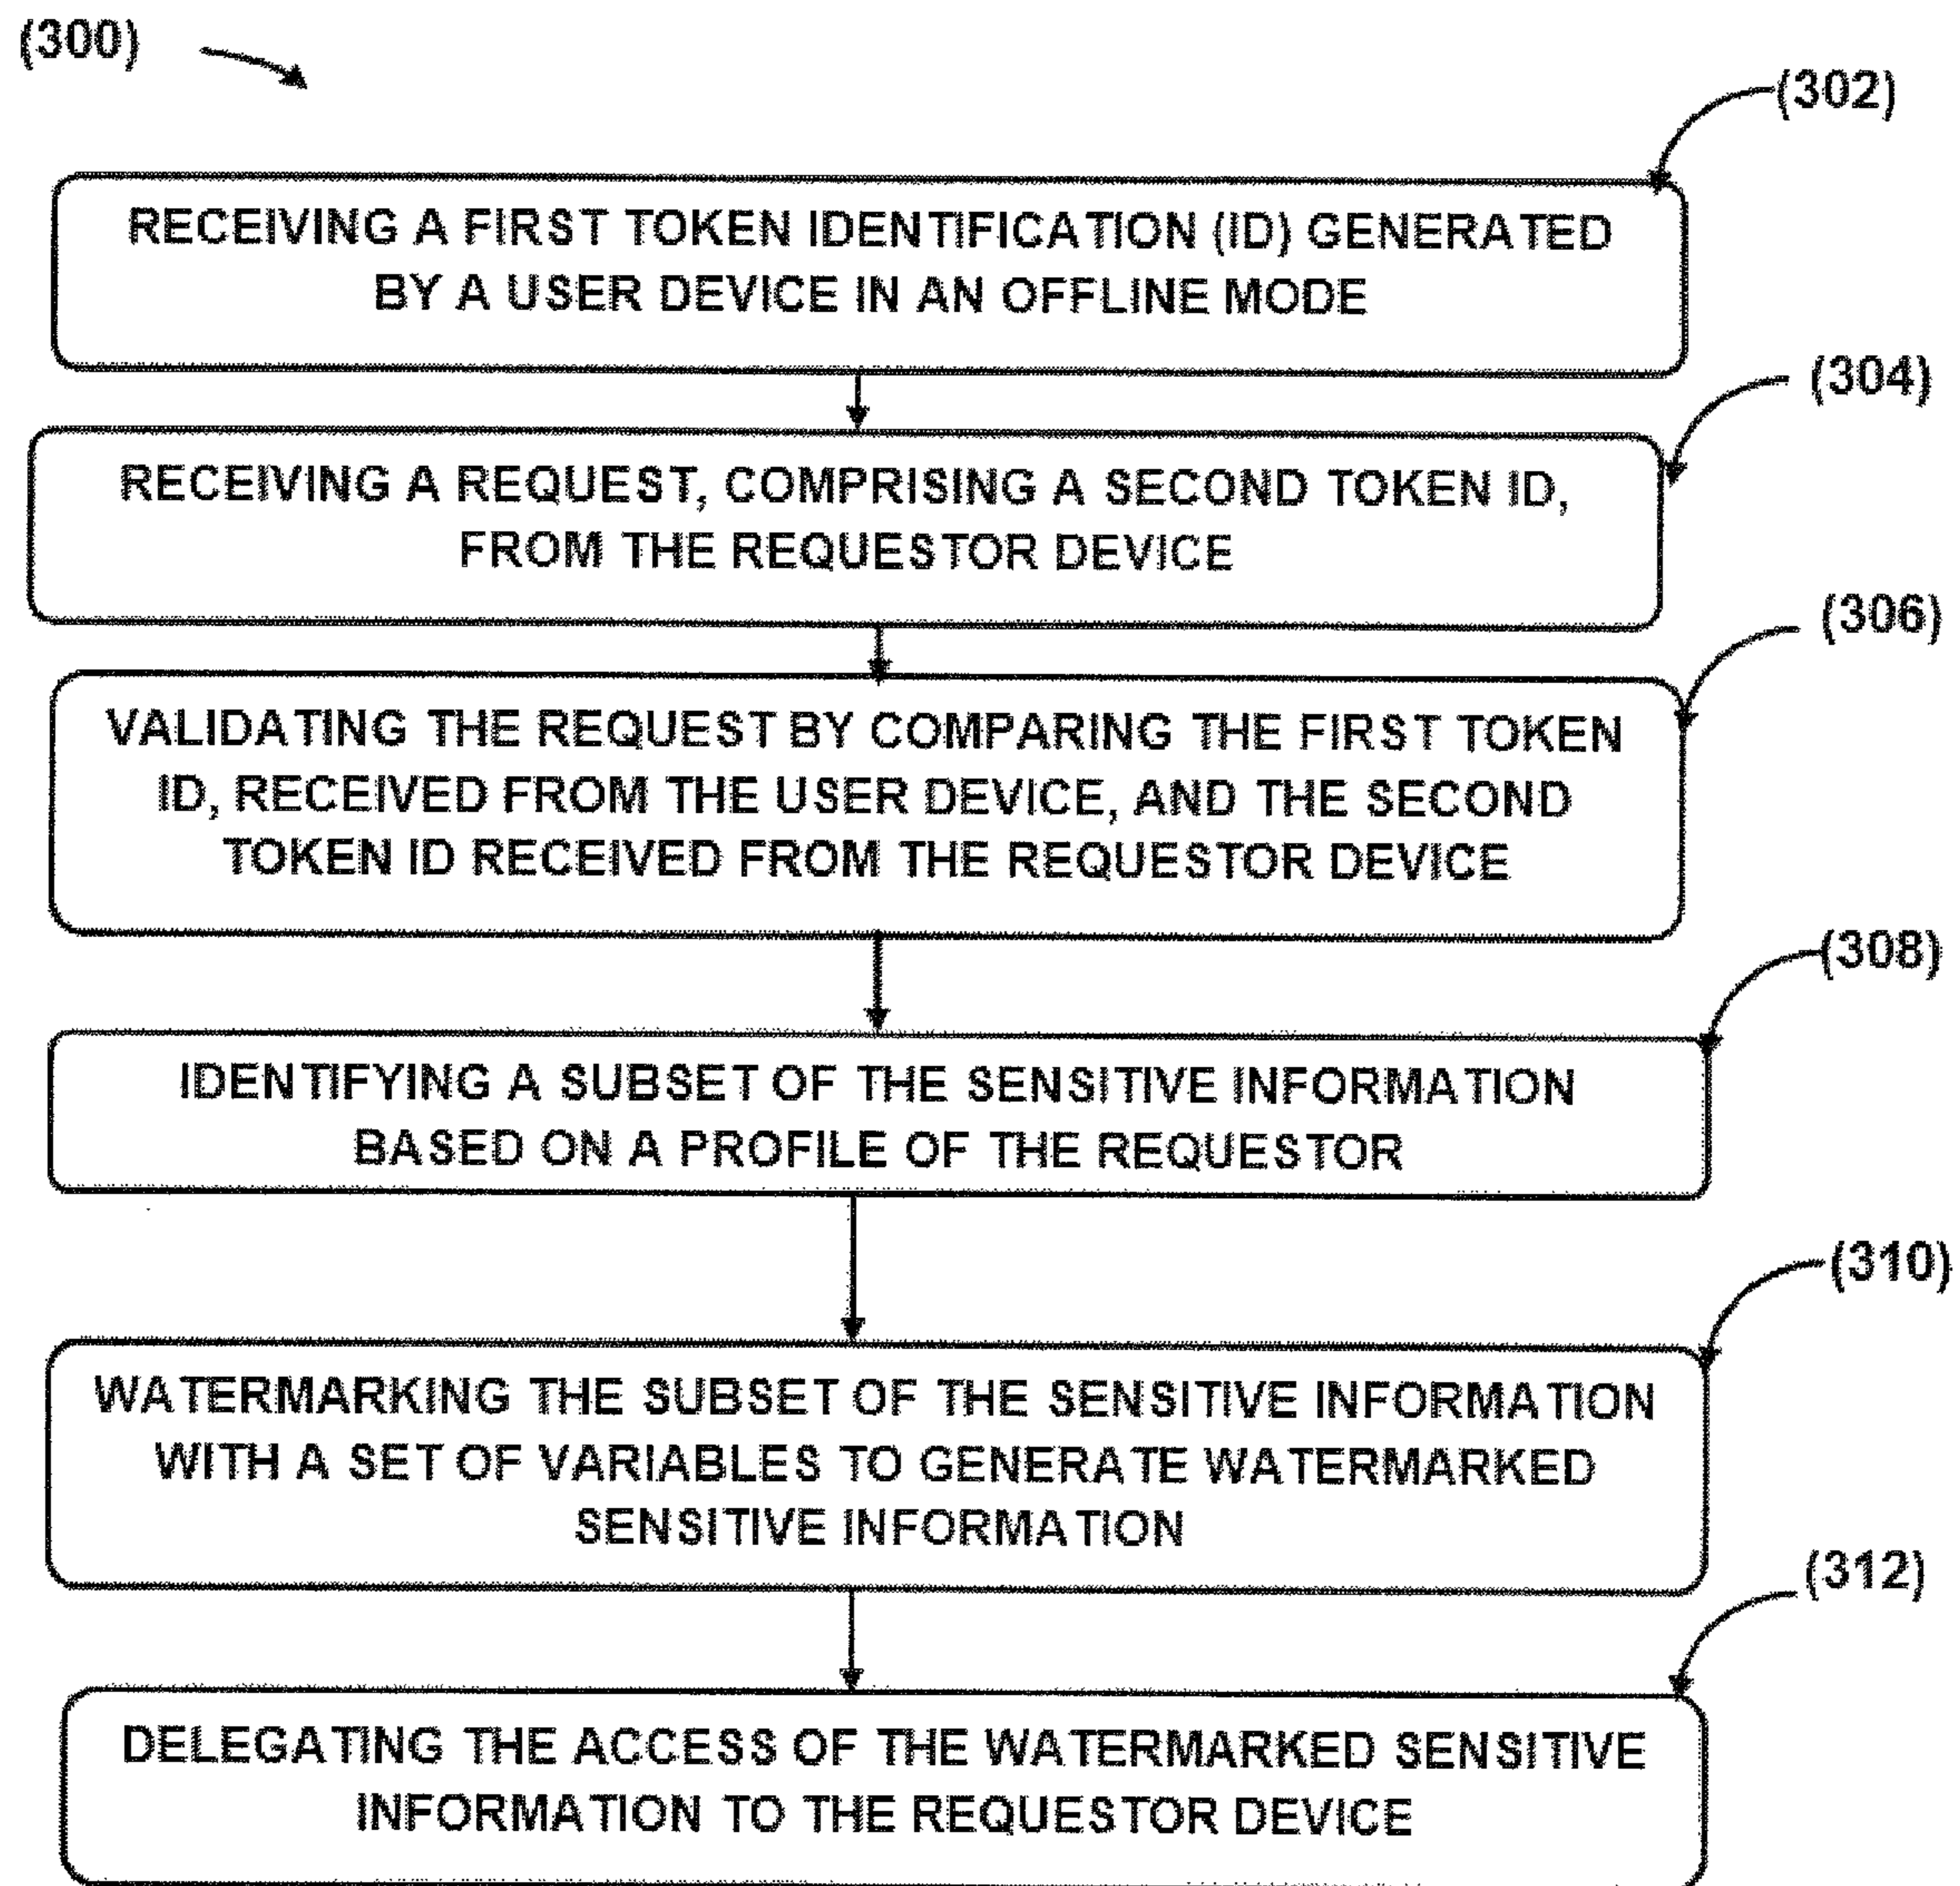 (300)
(302)
RECEIVING A FIRST TOKEN IDENTIFICATION (ID) GENERATED
BY A USER DEVICE IN AN OFFLINE MODE
(304)
RECEIVING A REQUEST, COMPRISING A SECOND TOKEN ID,
FROM THE REQUESTOR DEVICE
(306)
VALIDATING THE REQUEST BY COMPARING THE FIRST TOKEN
ID, RECEIVED FROM THE USER DEVICE, AND THE SECOND
TOKEN ID RECEIVED FROM THE REQUESTOR DEVICE
(308)
IDENTIFYING A SUBSET OF THE SENSITIVE INFORMATION
BASED ON A PROFILE OF THE REQUESTOR
(310)
WATERMARKING THE SUBSET OF THE SENSITIVE INFORMATION
WITH A SET OF VARIABLES TO GENERATE WATERMARKED
SENSITIVE INFORMATION
(312)
DELEGATING THE ACCESS OF THE WATERMARKED SENSITIVE
INFORMATION TO THE REQUESTOR DEVICE